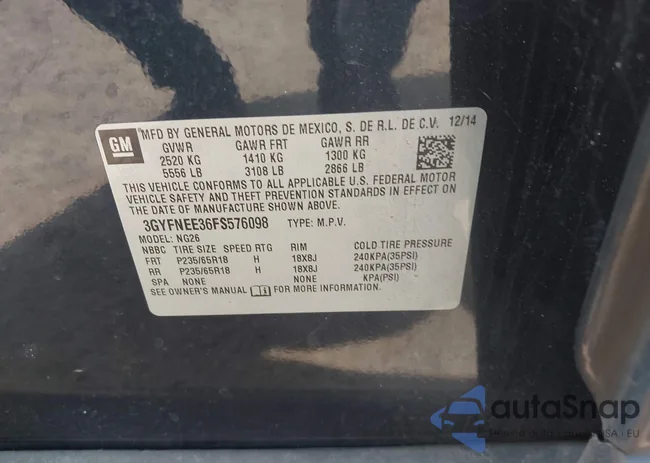 GM
MFD BY GENERAL MOTORS DE MEXICO, S. DE R.L. DE C.V. 12/14
GVWR GAWR FRT GAWR RR
2520 KG 1410 KG 1300 KG
5556 LB 3108 LB 2866 LB
THIS VEHICLE CONFORMS TO ALL APPLICABLE U.S. FEDERAL MOTOR
VEHICLE SAFETY AND THEFT PREVENTION STANDARDS IN EFFECT ON
THE DATE OF MANUFACTURE SHOWN ABOVE.
3GYFNEE36FS576098 TYPE: M.P.V.
MODEL: NG26
NBBC TIRE SIZE SPEED RTG RIM COLD TIRE PRESSURE
FRT P235/65R18 H 18X8J 240KPA(35PSI)
RR P235/65R18 H 18X8J 240KPA(35PSI)
SPA NONE NONE KPA(PSI)
SEE OWNER'S MANUAL FOR MORE INFORMATION.
autaSnap
USA - EU